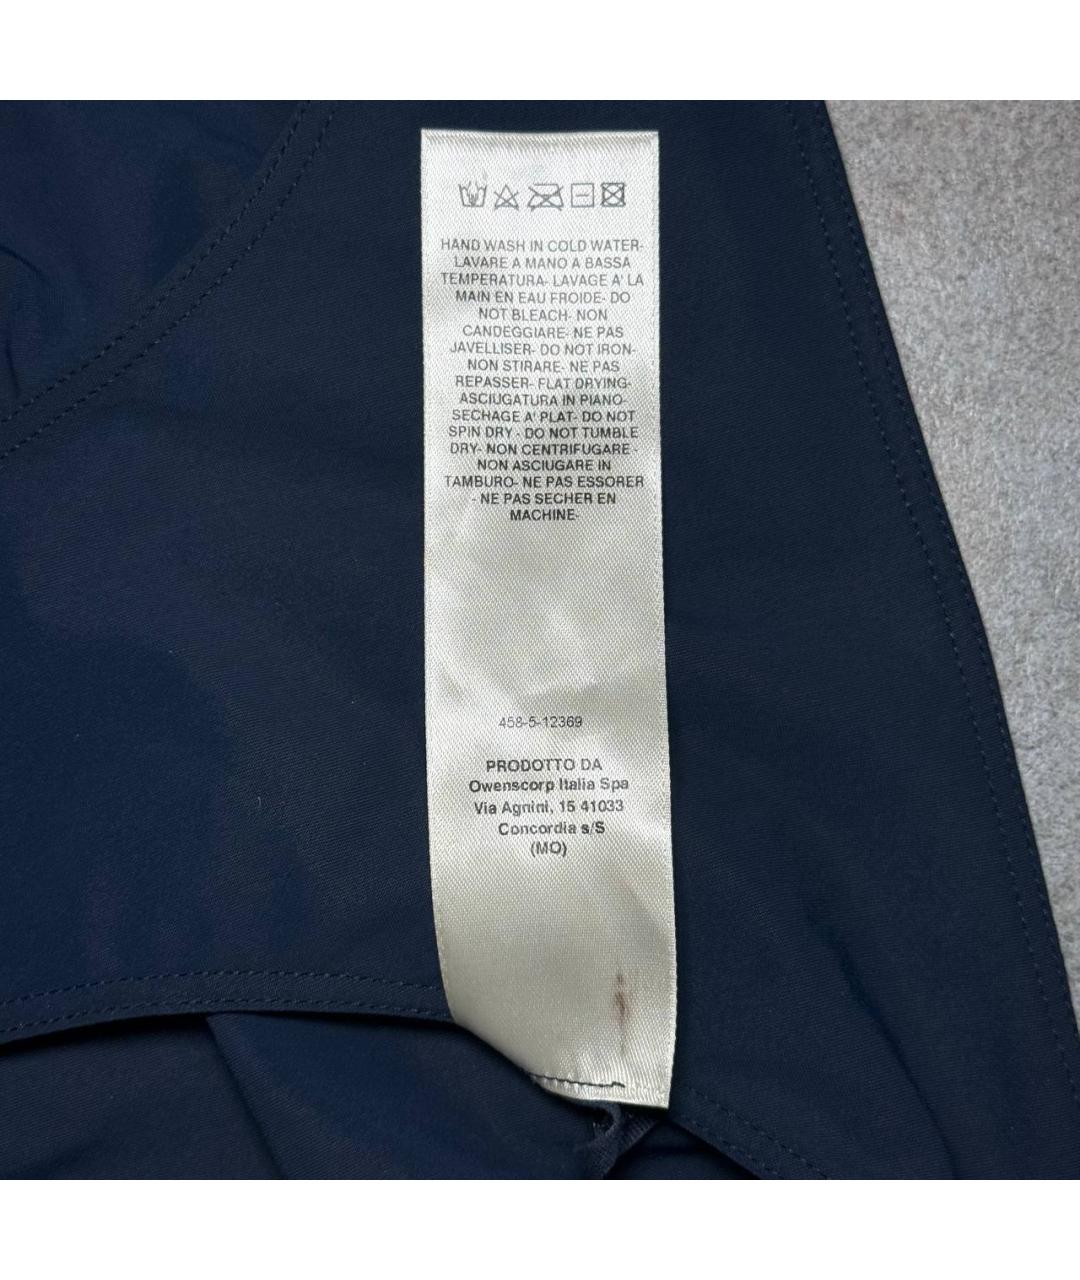 HAND WASH IN COLD WATER-
LAVARE A MANO A BASSA
TEMPERATURA- LAVAGE A' LA
MAIN EN EAU FROIDE- DO
NOT BLEACH- NON
CANDEGGIARE- NE PAS
JAVELLISER- DO NOT IRON-
NON STIRARE- NE PAS
REPASSER- FLAT DRYING-
ASCIUGATURA IN PIANO-
SECHAGE A' PLAT- DO NOT
SPIN DRY - DO NOT TUMBLE
DRY- NON CENTRIFUGARE -
NON ASCIUGARE IN
TAMBURO- NE PAS ESSORER
- NE PAS SECHER EN
MACHINE-
458-5-12369
PRODOTTO DA
Owenscorp Italia Spa
Via Agnini, 15 41033
Concordia s/S
(MO)